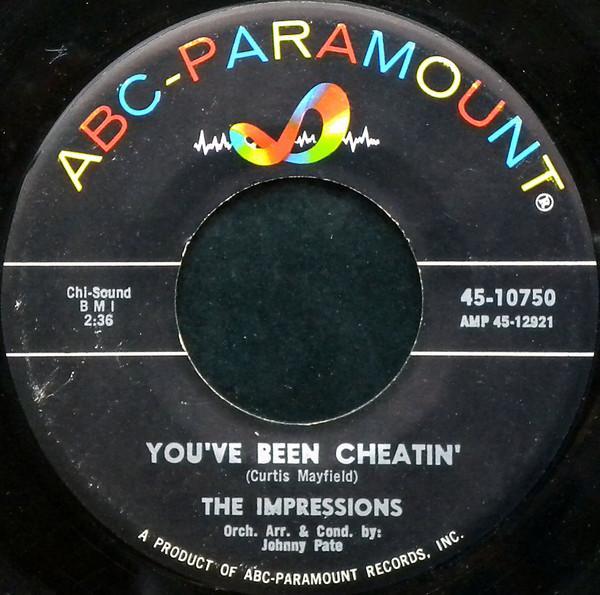 ABC-PARAMOUNT®
Chi-Sound
B M I
2:36
45-10750
AMP 45-12921
YOU'VE BEEN CHEATIN'
(Curtis Mayfield)
THE IMPRESSIONS
Orch. Arr. & Cond. by:
Johnny Pate
A PRODUCT OF ABC-PARAMOUNT RECORDS, INC.